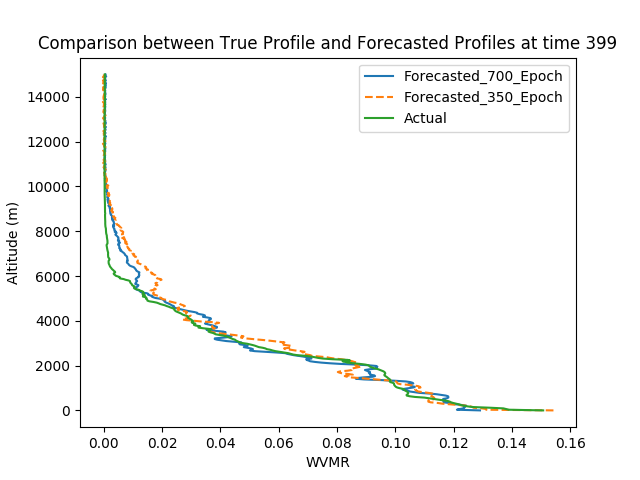 Comparison between True Profile and Forecasted Profiles at time 399
Forecasted_700_Epoch
Forecasted_350_Epoch
Actual
14000
12000
10000
8000
6000
4000
2000
0
Altitude (m)
0.00 0.02 0.04 0.06 0.08 0.10 0.12 0.14 0.16
WVMR